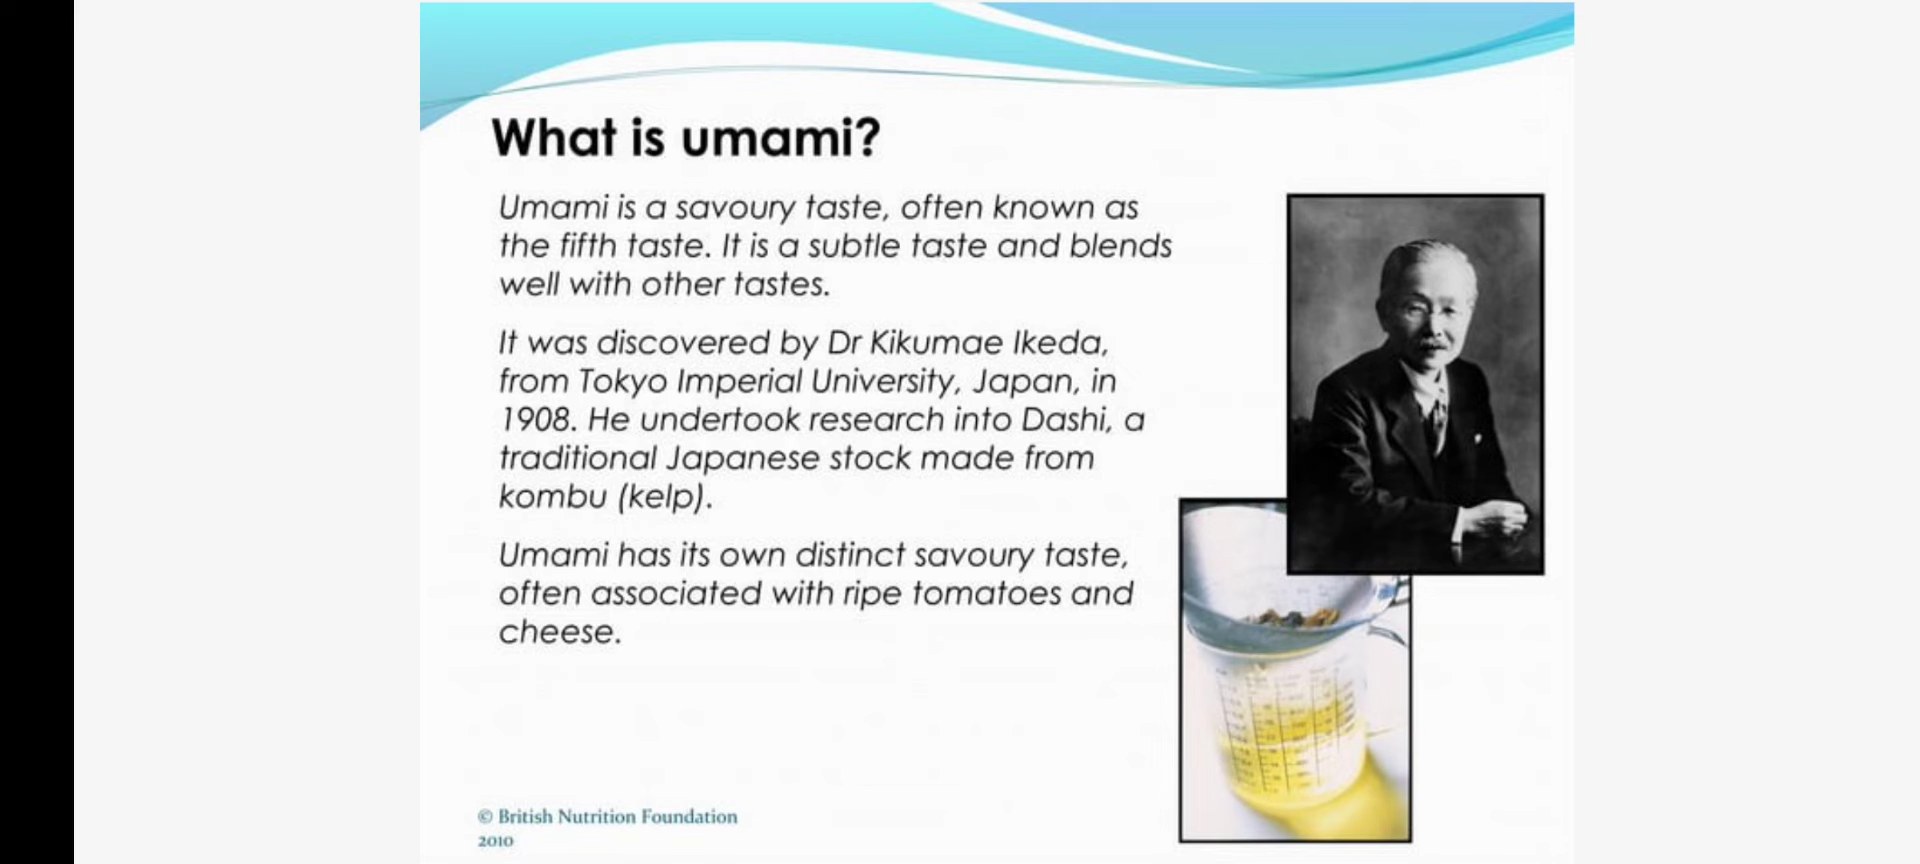 What is umami?
Umami is a savoury taste, often known as
the fifth taste. It is a subtle taste and blends
well with other tastes.
It was discovered by Dr Kikumae Ikeda,
from Tokyo Imperial University, Japan, in
1908. He undertook research into Dashi, a
traditional Japanese stock made from
kombu (kelp).
Umami has its own distinct savoury taste,
often associated with ripe tomatoes and
cheese.
© British Nutrition Foundation
2010